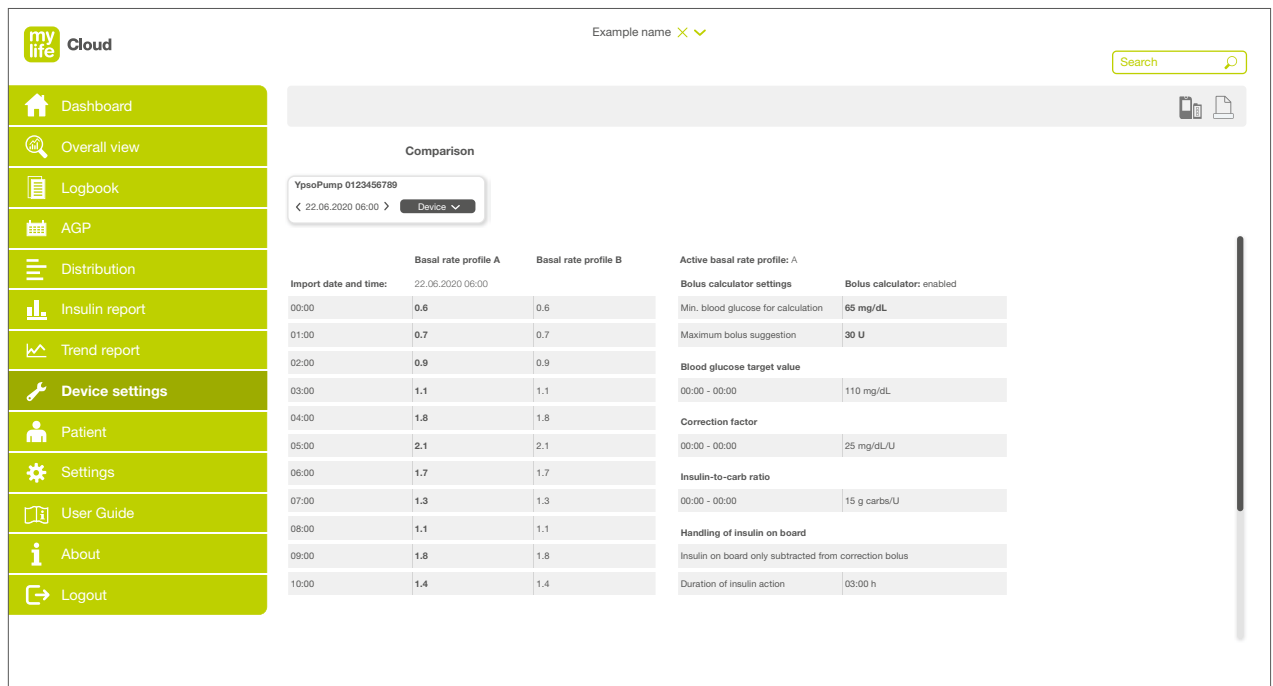 my life Cloud
Example name
Search
Dashboard
Overall view
Logbook
AGP
Distribution
Insulin report
Trend report
Device settings
Patient
Settings
User Guide
About
Logout
Comparison
YpsoPump 0123456789
22.06.2020 06:00 Device
Basal rate profile A Basal rate profile B
Import date and time: 22.06.2020 06:00
00:00 0.6 0.6
01:00 0.7 0.7
02:00 0.9 0.9
03:00 1.1 1.1
04:00 1.8 1.8
05:00 2.1 2.1
06:00 1.7 1.7
07:00 1.3 1.3
08:00 1.1 1.1
09:00 1.8 1.8
10:00 1.4 1.4
Active basal rate profile: A
Bolus calculator settings Bolus calculator: enabled
Min. blood glucose for calculation 65 mg/dL
Maximum bolus suggestion 30 U
Blood glucose target value
00:00 - 00:00 110 mg/dL
Correction factor
00:00 - 00:00 25 mg/dL/U
Insulin-to-carb ratio
00:00 - 00:00 15 g carbs/U
Handling of insulin on board
Insulin on board only subtracted from correction bolus
Duration of insulin action 03:00 h